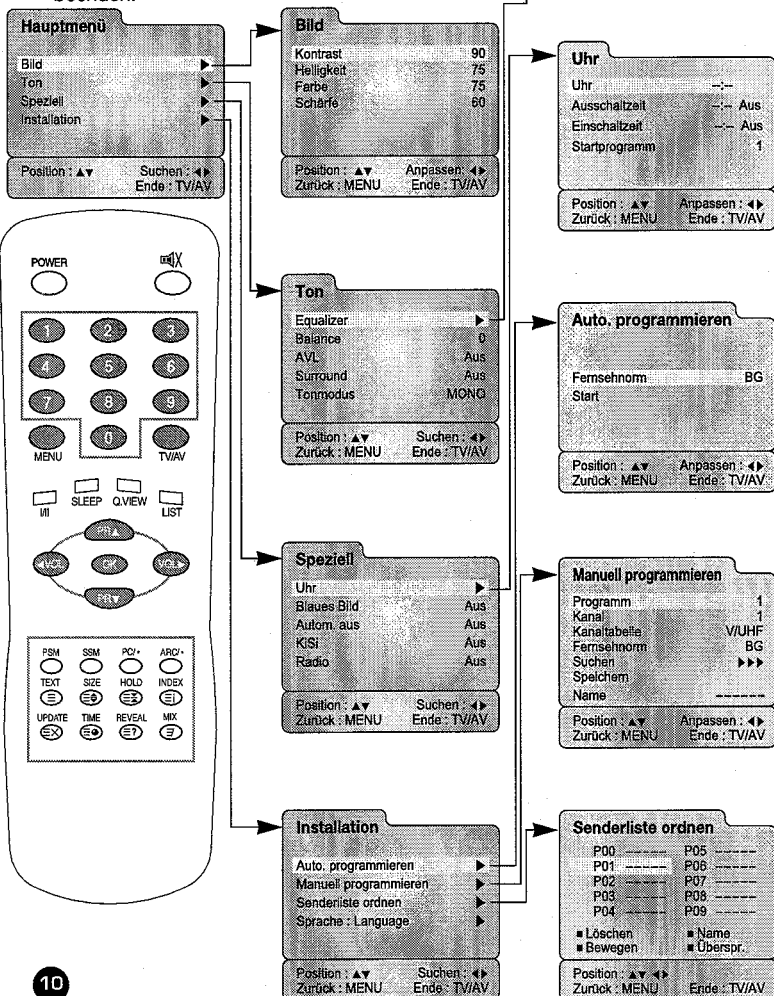 beenden.
Hauptmenü
Bild
Ton
Speziell
Installation
Position : ▲▼ Suchen : ◀▶
Ende : TV/AV
Bild
Kontrast 90
Helligkeit 75
Farbe 75
Schärfe 60
Position : ▲▼ Anpassen: ◀▶
Zurück : MENU Ende : TV/AV
Uhr
Uhr --:--
Ausschaltzeit --:-- Aus
Einschaltzeit --:-- Aus
Startprogramm 1
Position : ▲▼ Anpassen : ◀▶
Zurück : MENU Ende : TV/AV
POWER
1 2 3
4 5 6
7 8 9
MENU 0 TV/AV
I/II SLEEP Q.VIEW LIST
PR▲
◀VOL OK VOL▶
PR▼
PSM SSM PC/* ARC/*
TEXT SIZE HOLD INDEX
UPDATE TIME REVEAL MIX
Ton
Equalizer
Balance 0
AVL Aus
Surround Aus
Tonmodus MONO
Position : ▲▼ Suchen : ◀▶
Zurück : MENU Ende : TV/AV
Auto. programmieren
Fernsehnorm BG
Start
Position : ▲▼ Anpassen : ◀▶
Zurück : MENU Ende : TV/AV
Speziell
Uhr
Blaues Bild Aus
Autom. aus Aus
KiSi Aus
Radio Aus
Position : ▲▼ Suchen : ◀▶
Zurück : MENU Ende : TV/AV
Manuell programmieren
Programm 1
Kanal 1
Kanaltabelle V/UHF
Fernsehnorm BG
Suchen ▶▶▶
Speichern
Name ------
Position : ▲▼ Anpassen : ◀▶
Zurück : MENU Ende : TV/AV
Installation
Auto. programmieren
Manuell programmieren
Senderliste ordnen
Sprache : Language
Position : ▲▼ Suchen : ◀▶
Zurück : MENU Ende : TV/AV
Senderliste ordnen
P00 ------ P05 ------
P01 ------ P06 ------
P02 ------ P07 ------
P03 ------ P08 ------
P04 ------ P09 ------
■ Löschen ■ Name
■ Bewegen ■ Überspr.
Position : ▲▼ ◀▶
Zurück : MENU Ende : TV/AV
10